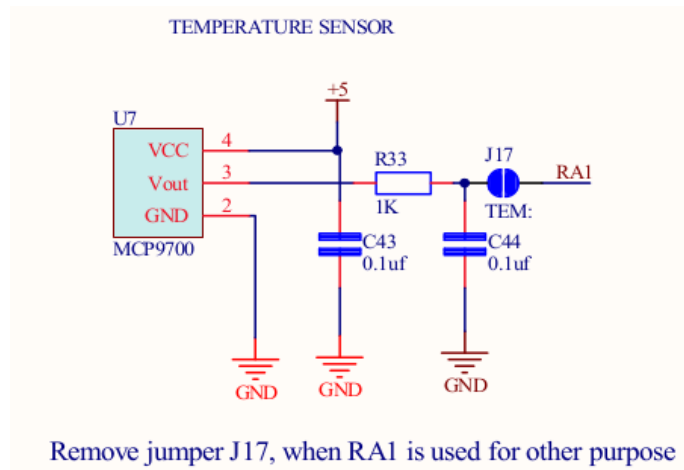 TEMPERATURE SENSOR
+5
U7
VCC 4
Vout 3
GND 2
MCP9700
R33
1K
J17
TEM:
RA1
C43
0.1uf
C44
0.1uf
GND
GND
GND
Remove jumper J17, when RA1 is used for other purpose